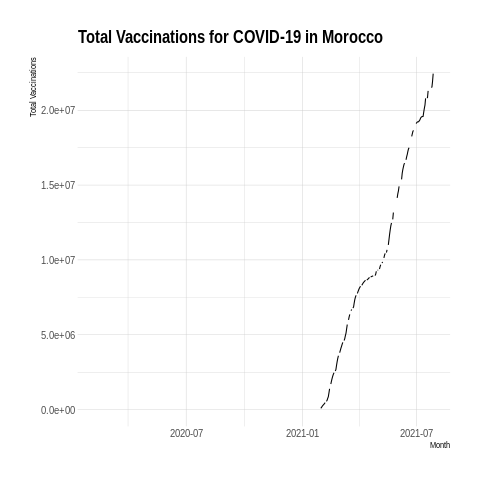 Total Vaccinations for COVID-19 in Morocco
Total Vaccinations
2.0e+07
1.5e+07
1.0e+07
5.0e+06
0.0e+00
2020-07 2021-01 2021-07
Month